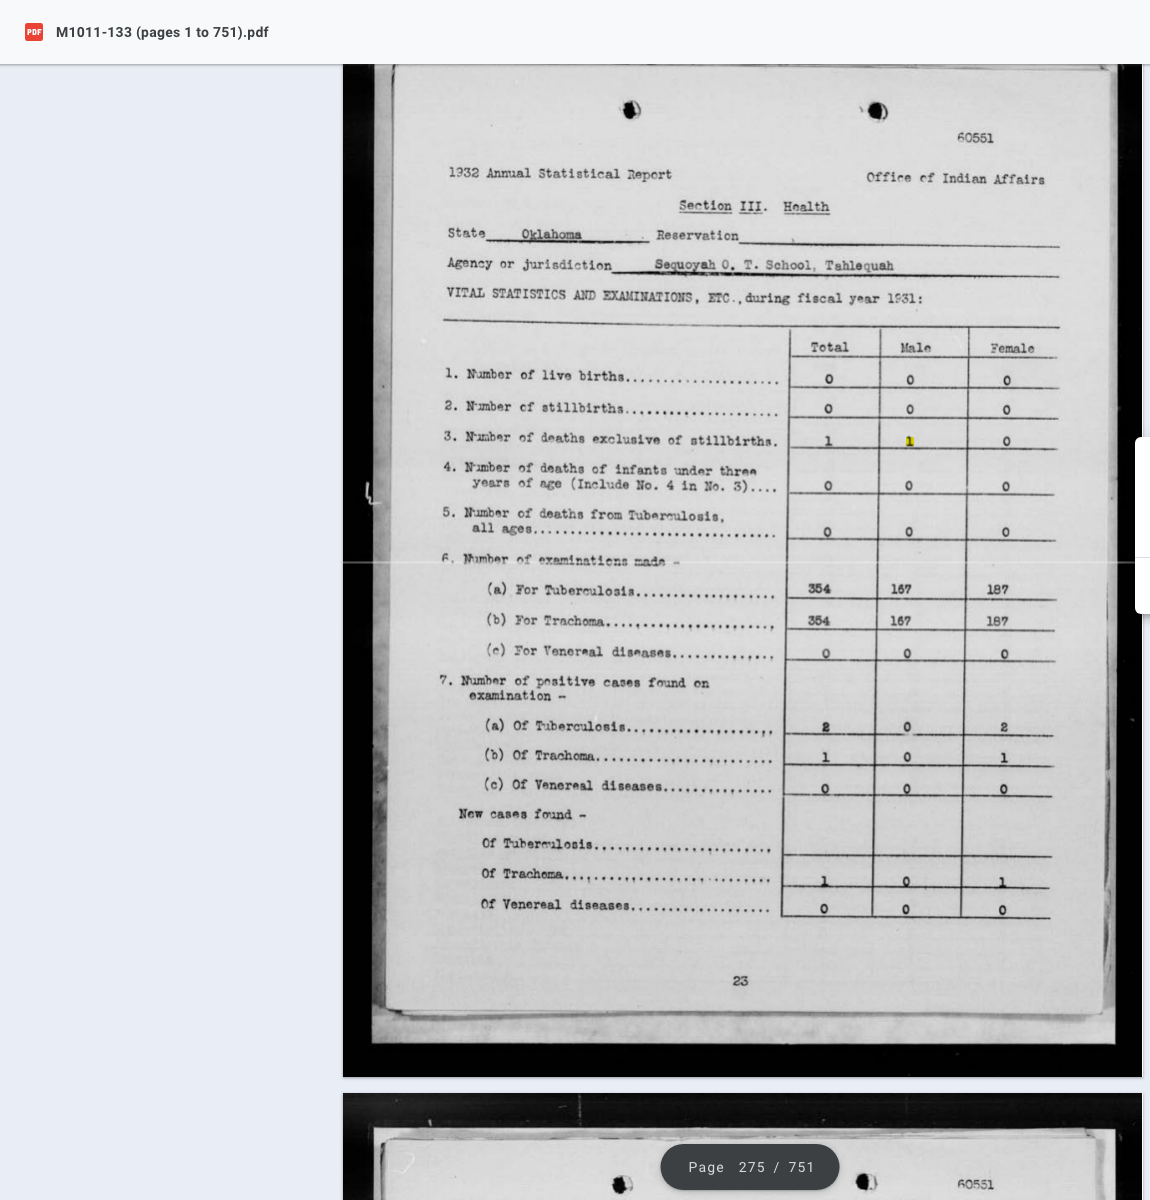 M1011-133 (pages 1 to 751).pdf
60551
1932 Annual Statistical Report Office of Indian Affairs
Section III. Health
State Oklahoma Reservation
Agency or jurisdiction Sequoyah O. T. School, Tahlequah
VITAL STATISTICS AND EXAMINATIONS, ETC., during fiscal year 1931:
Total Male Female
1. Number of live births..................... 0 0 0
2. Number of stillbirths..................... 0 0 0
3. Number of deaths exclusive of stillbirths. 1 1 0
4. Number of deaths of infants under three
years of age (Include No. 4 in No. 3).... 0 0 0
5. Number of deaths from Tuberculosis,
all ages................................. 0 0 0
6. Number of examinations made -
(a) For Tuberculosis................... 354 167 187
(b) For Trachoma....................... 354 167 187
(c) For Venereal diseases.............. 0 0 0
7. Number of positive cases found on
examination -
(a) Of Tuberculosis.................... 2 0 2
(b) Of Trachoma........................ 1 0 1
(c) Of Venereal diseases............... 0 0 0
New cases found -
Of Tuberculosis........................
Of Trachoma............................ 1 0 1
Of Venereal diseases................... 0 0 0
23
Page 275 / 751
60551